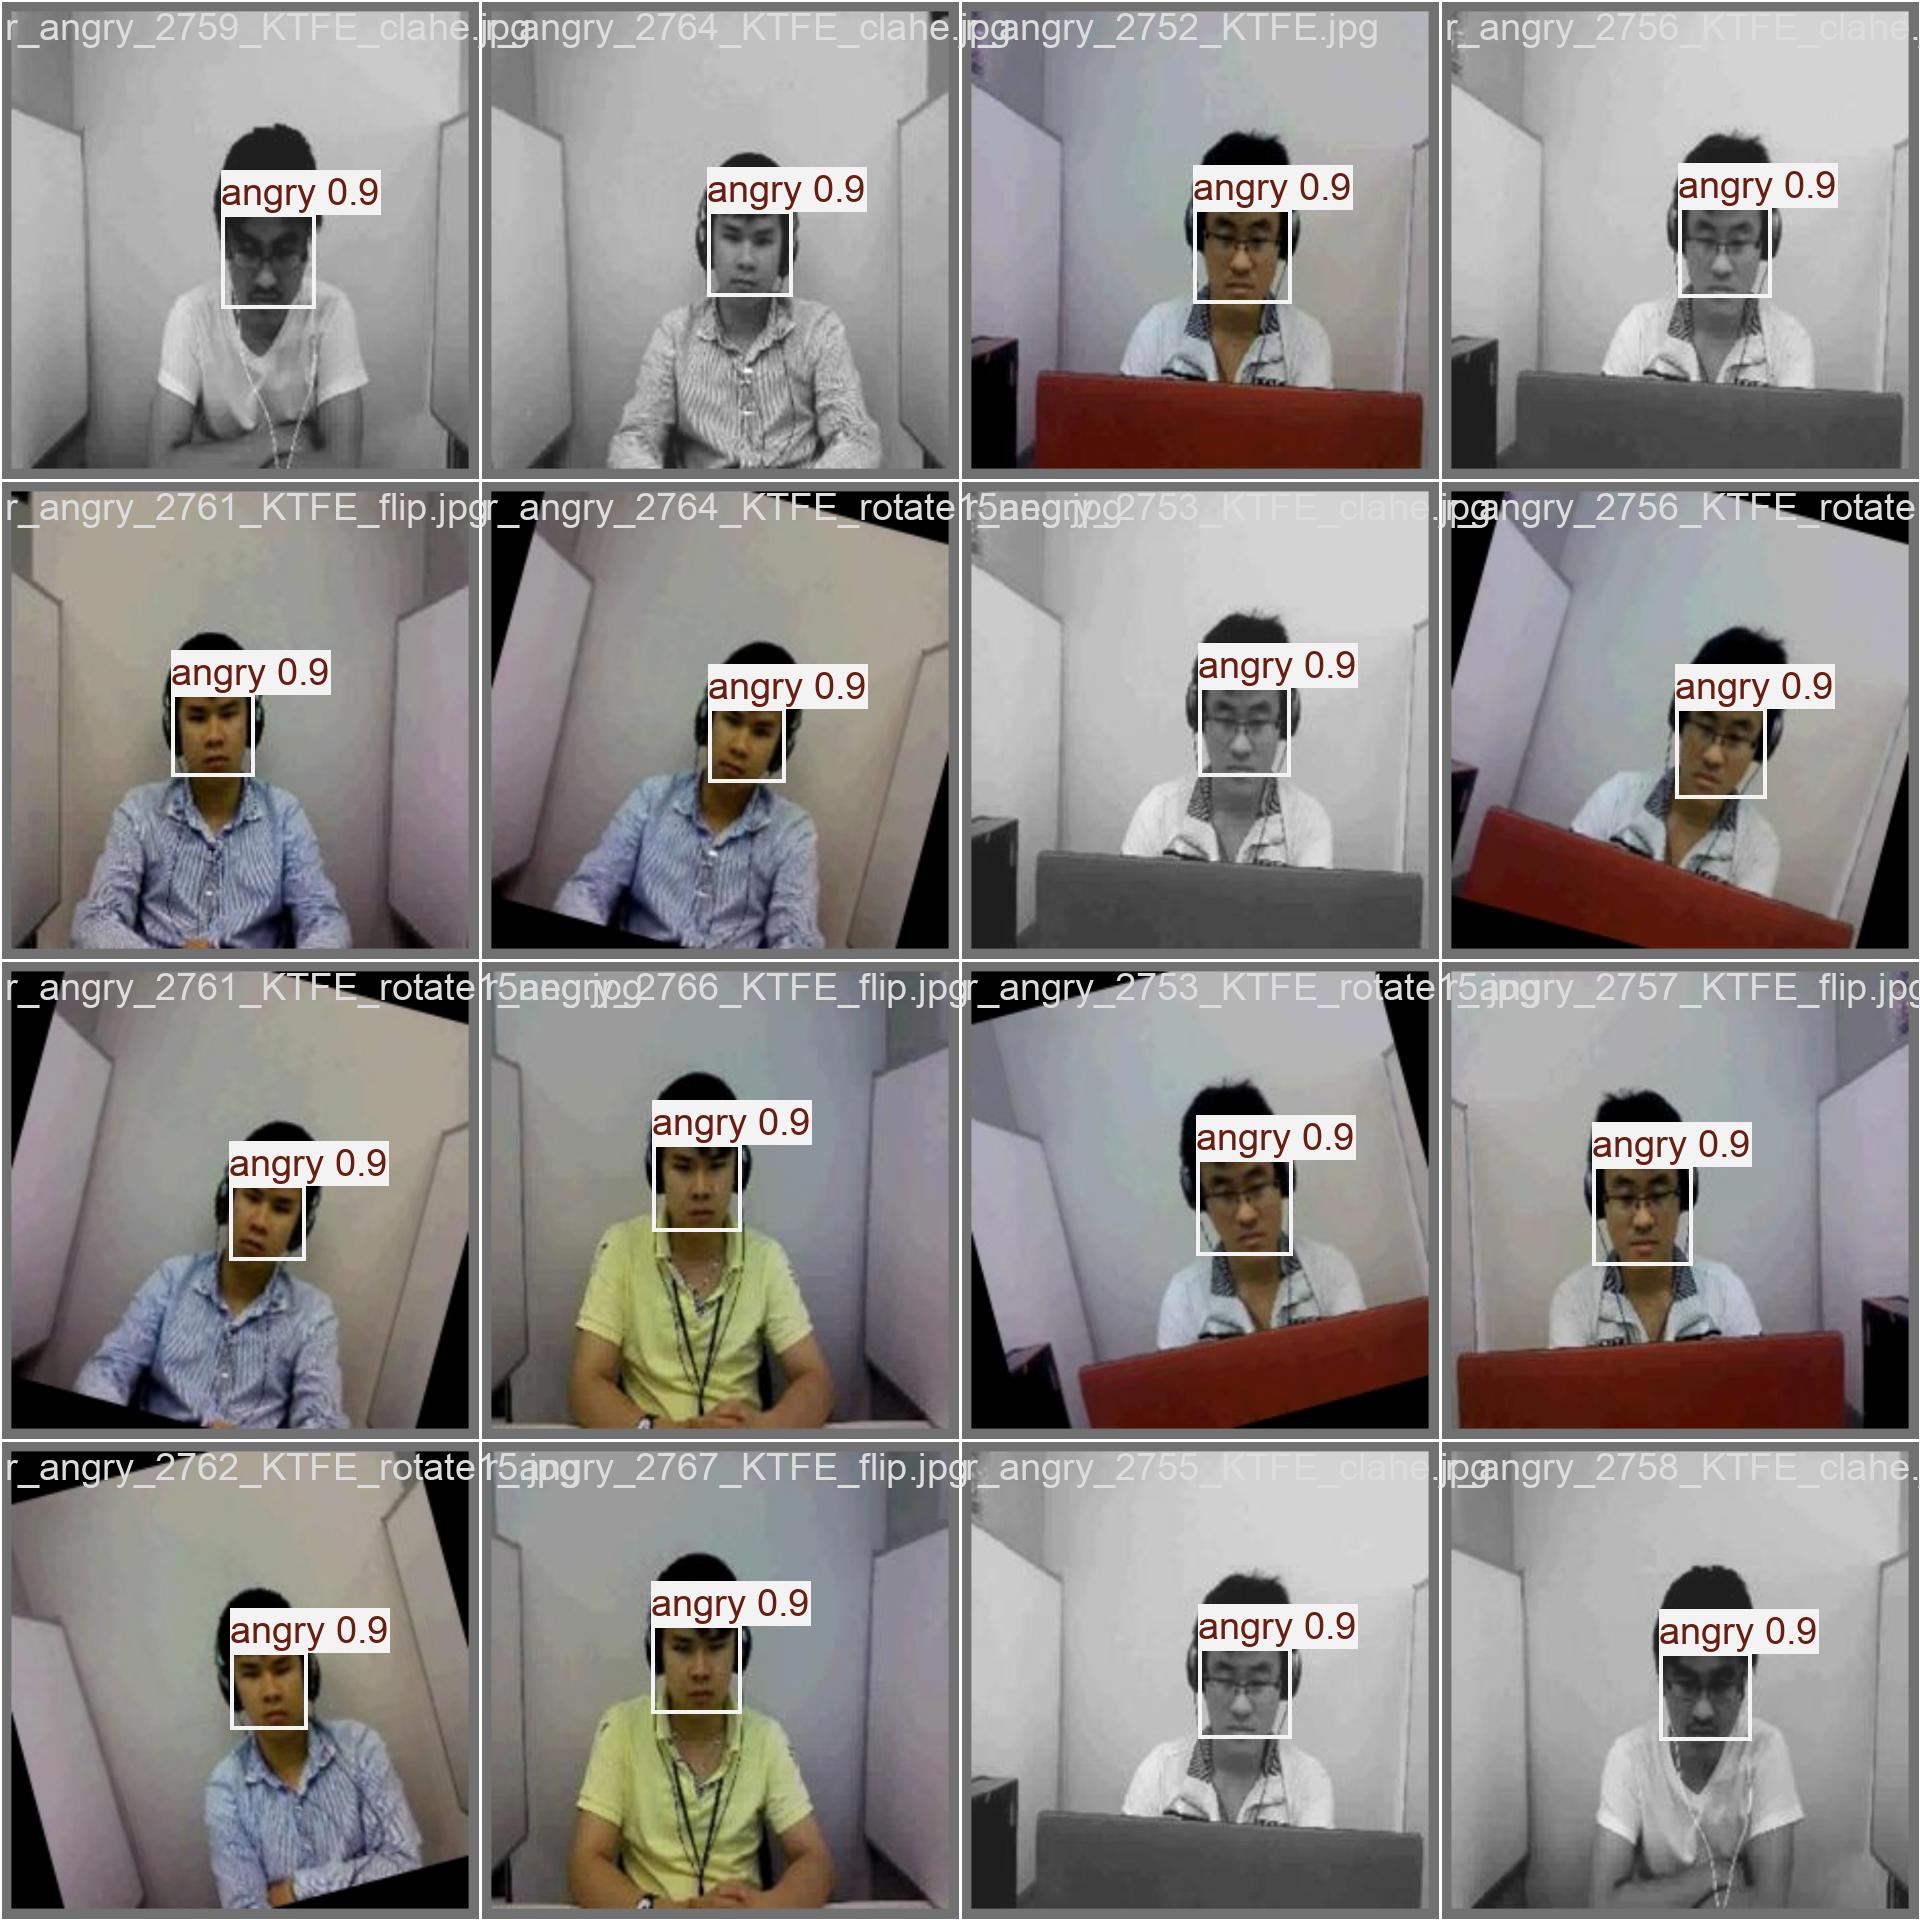 r_angry_2759_KTFE_clahe.jpg
r_angry_2764_KTFE_clahe.jpg
r_angry_2752_KTFE.jpg
r_angry_2756_KTFE_clahe.
angry 0.9
angry 0.9
angry 0.9
angry 0.9
r_angry_2761_KTFE_flip.jpg
r_angry_2764_KTFE_rotate15neg.jpg
r_angry_2753_KTFE_clahe.jpg
r_angry_2756_KTFE_rotate
angry 0.9
angry 0.9
angry 0.9
angry 0.9
r_angry_2761_KTFE_rotate15neg.jpg
r_angry_2766_KTFE_flip.jpg
r_angry_2753_KTFE_rotate15.jpg
r_angry_2757_KTFE_flip.jpg
angry 0.9
angry 0.9
angry 0.9
angry 0.9
r_angry_2762_KTFE_rotate15.jpg
r_angry_2767_KTFE_flip.jpg
r_angry_2755_KTFE_clahe.jpg
r_angry_2758_KTFE_clahe.
angry 0.9
angry 0.9
angry 0.9
angry 0.9